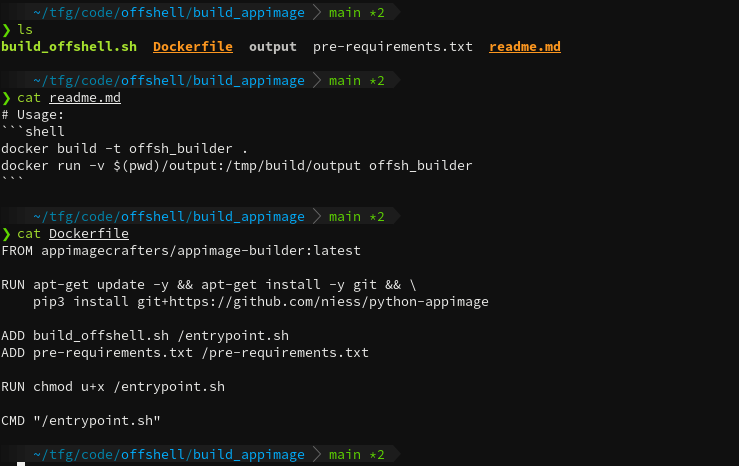 ~/tfg/code/offshell/build_appimage main *2
❯ ls
build_offshell.sh  Dockerfile  output  pre-requirements.txt  readme.md
~/tfg/code/offshell/build_appimage main *2
❯ cat readme.md
# Usage:
```shell
docker build -t offsh_builder .
docker run -v $(pwd)/output:/tmp/build/output offsh_builder
```
~/tfg/code/offshell/build_appimage main *2
❯ cat Dockerfile
FROM appimagecrafters/appimage-builder:latest
RUN apt-get update -y && apt-get install -y git && \
    pip3 install git+https://github.com/niess/python-appimage
ADD build_offshell.sh /entrypoint.sh
ADD pre-requirements.txt /pre-requirements.txt
RUN chmod u+x /entrypoint.sh
CMD "/entrypoint.sh"
~/tfg/code/offshell/build_appimage main *2